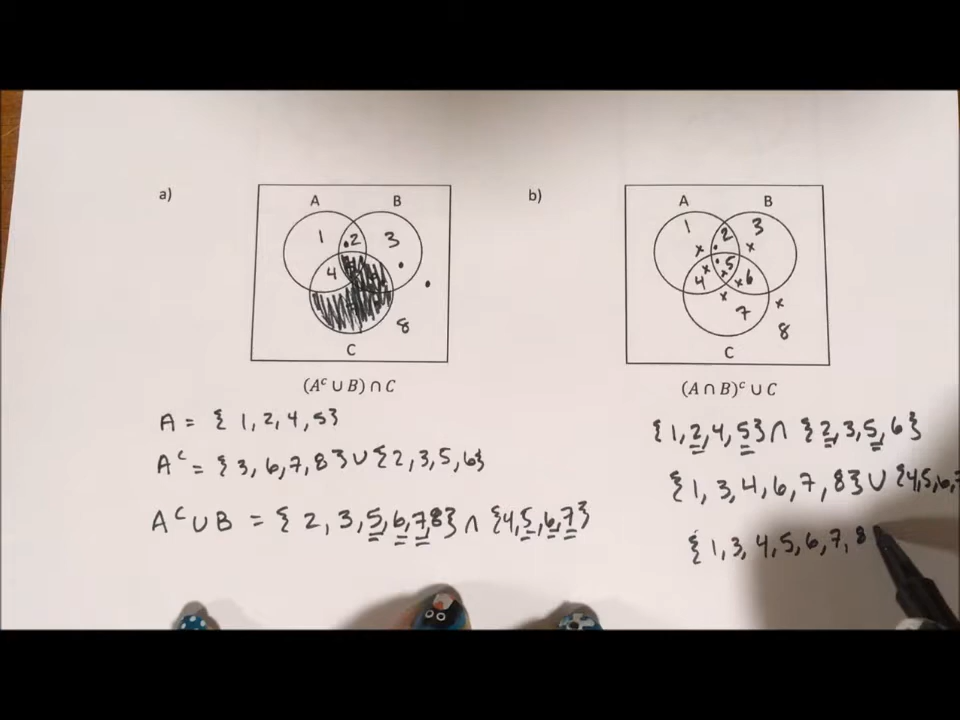 a)
A B
1 2 3
4
8
C
(Aᶜ ∪ B) ∩ C
A = { 1, 2, 4, 5}
Aᶜ = { 3, 6, 7, 8 } ∪ {2, 3, 5, 6}
Aᶜ ∪ B = { 2, 3, 5, 6, 7, 8} ∩ {4, 5, 6, 7}
b)
A B
1 2 3
x x
5
x x x 6
4 x
7 x
8
C
(A ∩ B)ᶜ ∪ C
{1, 2, 4, 5} ∩ {2, 3, 5, 6}
{1, 3, 4, 6, 7, 8} ∪ {4, 5, 6, 7
{ 1, 3, 4, 5, 6, 7, 8